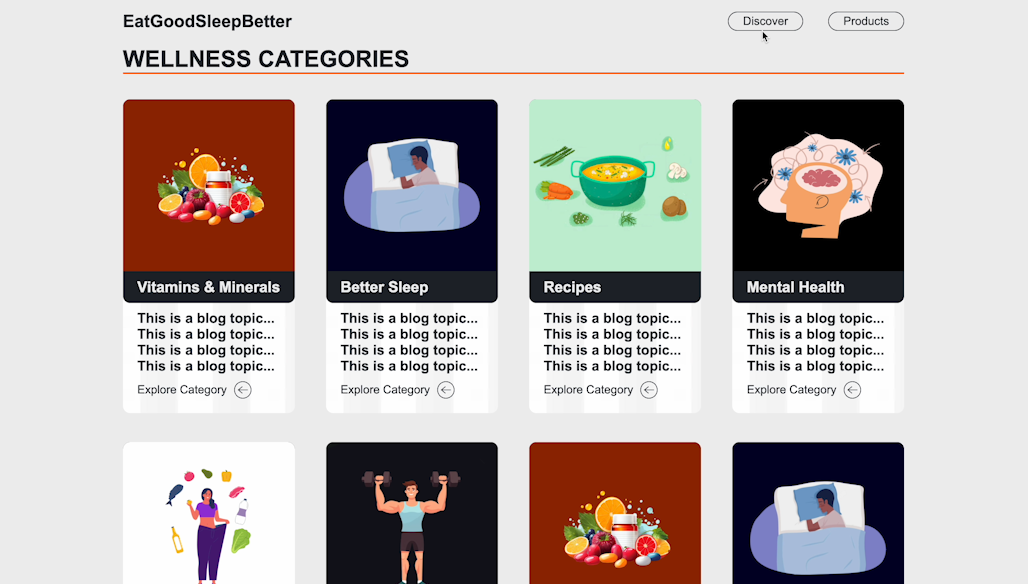 EatGoodSleepBetter
Discover
Products
WELLNESS CATEGORIES
Vitamins & Minerals
This is a blog topic...
This is a blog topic...
This is a blog topic...
This is a blog topic...
Explore Category
Better Sleep
This is a blog topic...
This is a blog topic...
This is a blog topic...
This is a blog topic...
Explore Category
Recipes
This is a blog topic...
This is a blog topic...
This is a blog topic...
This is a blog topic...
Explore Category
Mental Health
This is a blog topic...
This is a blog topic...
This is a blog topic...
This is a blog topic...
Explore Category